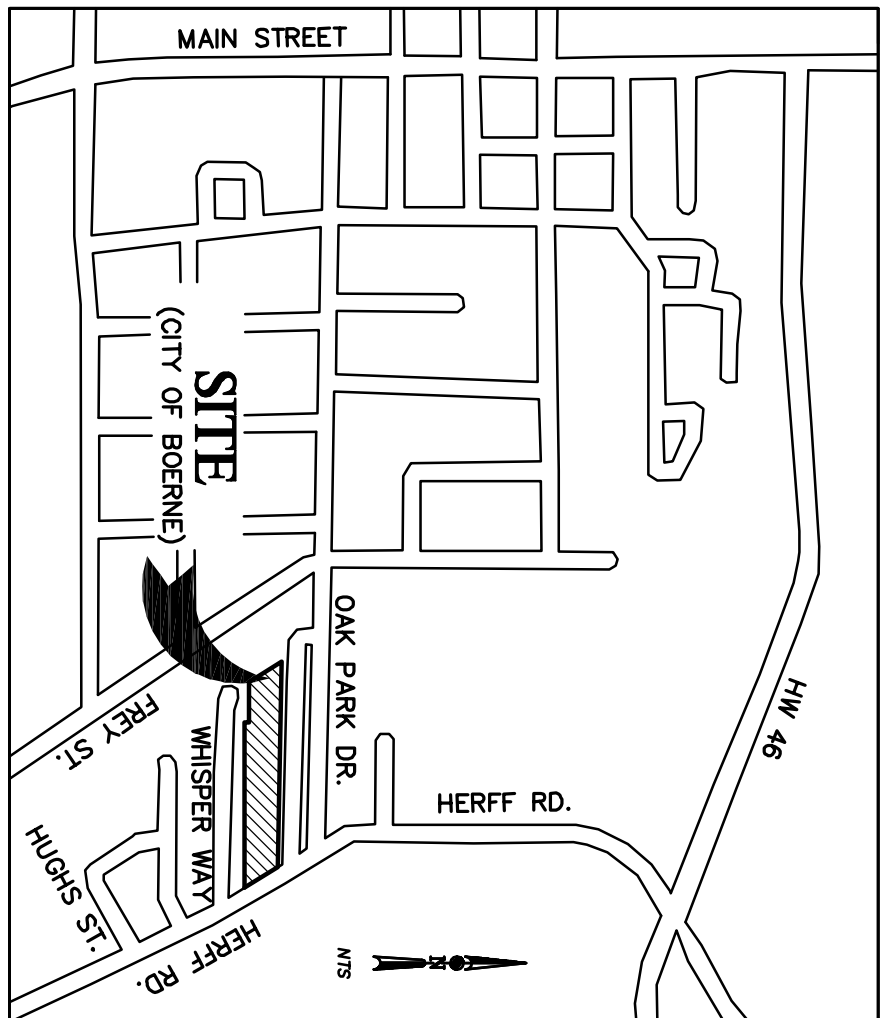 MAIN STREET
SITE
(CITY OF BOERNE)
OAK PARK DR.
HW 46
FREY ST.
WHISPER WAY
HERFF RD.
HUGHS ST.
HERFF RD.
N
NTS